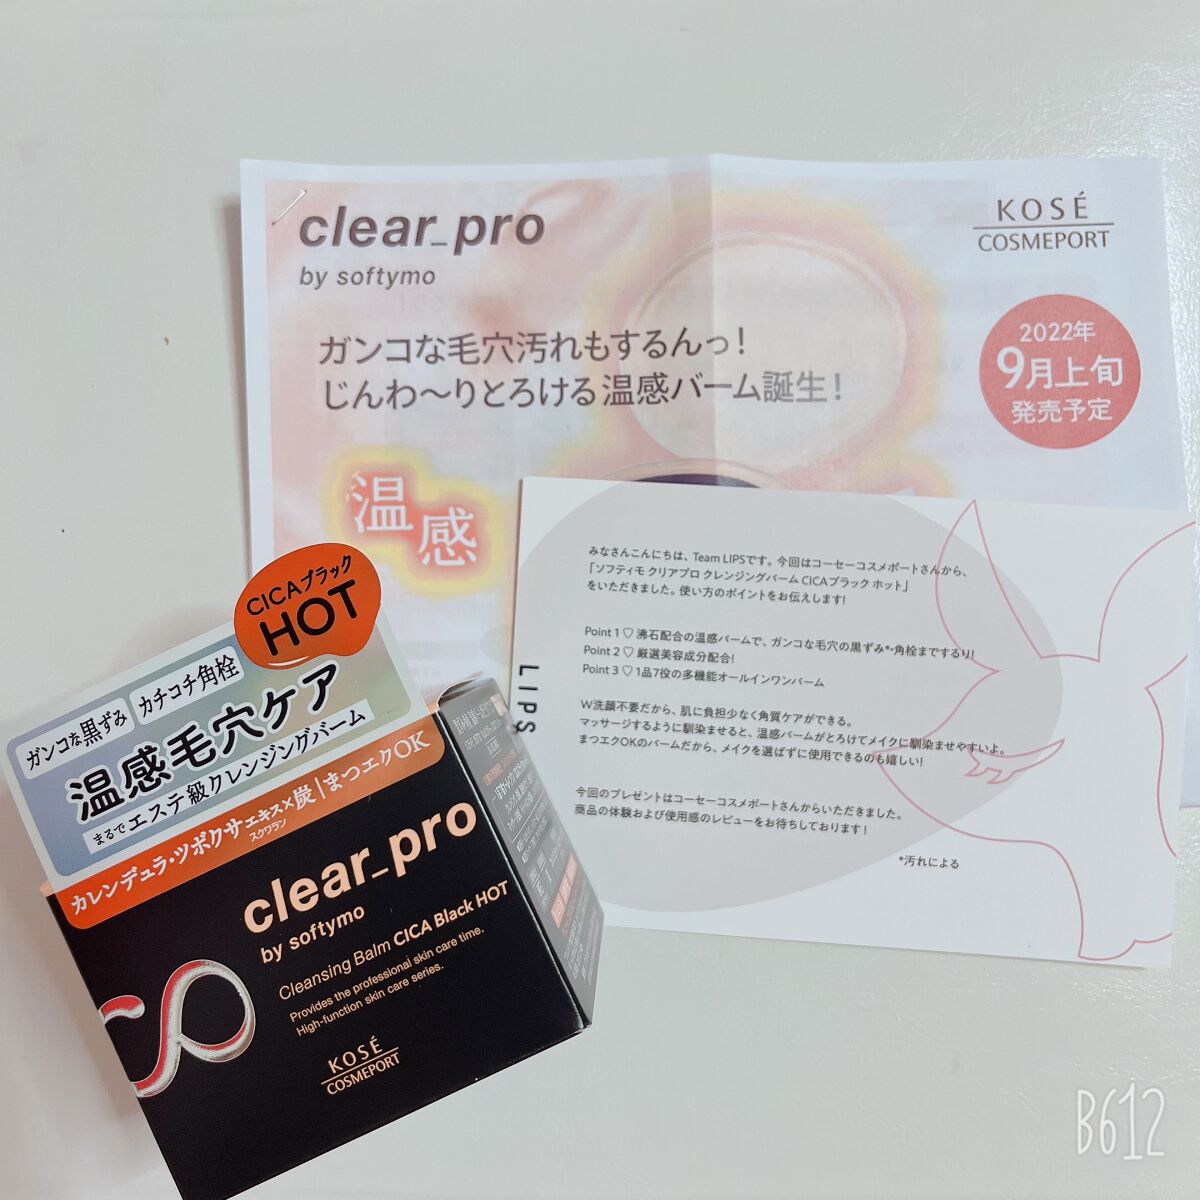 clear_pro
by softymo
KOSÉ
COSMEPORT
ガンコな毛穴汚れもするんっ!
じんわ〜りとろける温感バーム誕生!
2022年
9月上旬
発売予定
温感
みなさんこんにちは、Team LIPSです。今回はコーセーコスメポートさんから、
「ソフティモ クリアプロ クレンジングバーム CICAブラック ホット」
をいただきました。使い方のポイントをお伝えします!
Point 1 ♡ 沸石配合の温感バームで、ガンコな毛穴の黒ずみ*・角栓までするり!
Point 2 ♡ 厳選美容成分配合!
Point 3 ♡ 1品7役の多機能オールインワンバーム
W洗顔不要だから、肌に負担少なく角質ケアができる。
マッサージするように馴染ませると、温感バームがとろけてメイクに馴染ませやすいよ。
まつエクOKのバームだから、メイクを選ばずに使用できるのも嬉しい!
今回のプレゼントはコーセーコスメポートさんからいただきました。
商品の体験および使用感のレビューをお待ちしております!
*汚れによる
LIPS
CICAブラック
HOT
ガンコな黒ずみ カチコチ角栓
温感毛穴ケア
まるでエステ級クレンジングバーム
カレンデュラ・ツボクサエキス×炭|まつエクOK
スクワラン
clear_pro
by softymo
Cleansing Balm CICA Black HOT
Provides the professional skin care time.
High-function skin care series.
KOSÉ
COSMEPORT
B612